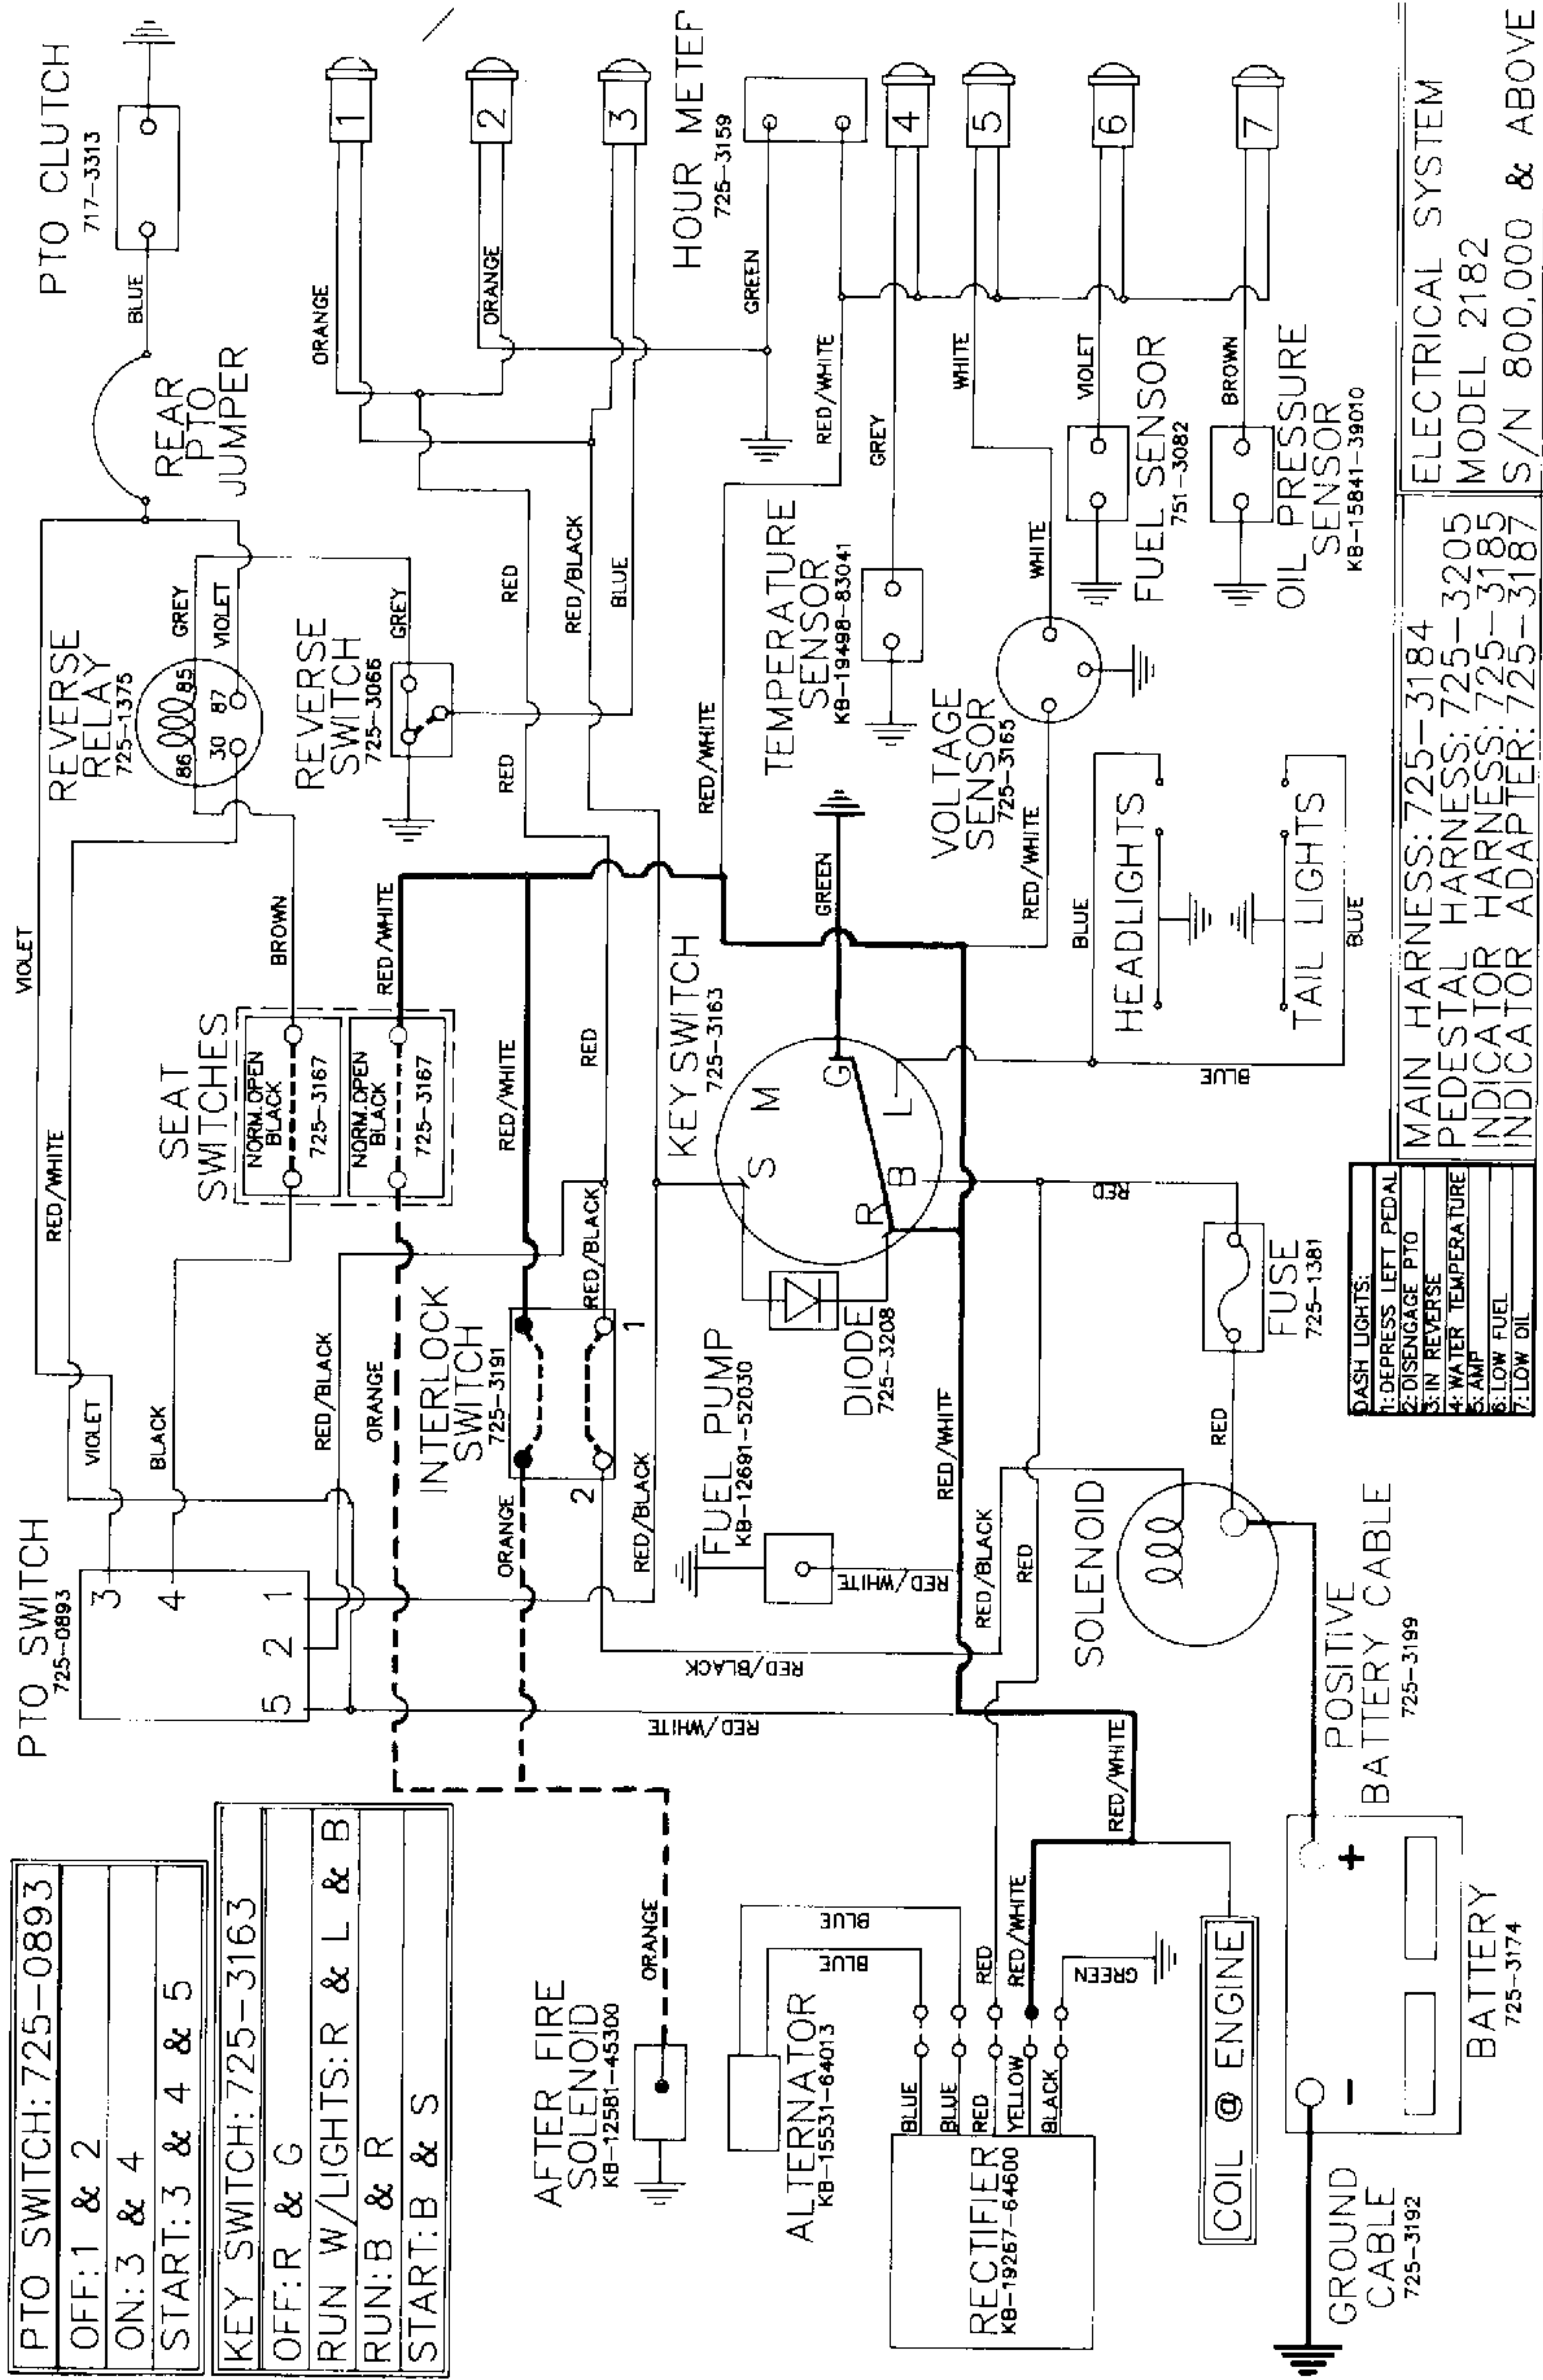 PTO SWITCH: 725-0893
OFF: 1 & 2
ON: 3 & 4
START: 3 & 4 & 5
KEY SWITCH: 725-3163
OFF: R & G
RUN W/LIGHTS: R & L & B
RUN: B & R
START: B & S
PTO SWITCH
725-0893
3
4
5
2
1
VIOLET
BLACK
RED/WHITE
VIOLET
SEAT
SWITCHES
NORM.OPEN
BLACK
725-3167
NORM.OPEN
BLACK
725-3167
BROWN
RED/WHITE
REVERSE
RELAY
725-1375
86
85
30
87
GREY
VIOLET
REVERSE
SWITCH
725-3066
GREY
REAR
PTO
JUMPER
BLUE
PTO CLUTCH
717-3313
ORANGE
1
ORANGE
2
3
RED/BLACK
ORANGE
INTERLOCK
SWITCH
725-3191
ORANGE
RED/WHITE
RED/BLACK
2
1
RED/BLACK
RED
RED
RED
RED/BLACK
BLUE
HOUR METER
725-3159
GREEN
RED/WHITE
GREY
4
WHITE
5
VIOLET
6
BROWN
7
AFTER FIRE
SOLENOID
KB-12581-45300
ORANGE
RED/WHITE
RED/BLACK
FUEL PUMP
KB-12691-52030
RED/WHITE
KEYSWITCH
725-3163
S
M
G
R
B
L
GREEN
DIODE
725-3208
RED/WHITE
RED/WHITE
TEMPERATURE
SENSOR
KB-19498-83041
VOLTAGE
SENSOR
725-3165
RED/WHITE
WHITE
FUEL SENSOR
751-3082
OIL PRESSURE
SENSOR
KB-15841-39010
ALTERNATOR
KB-15531-64013
BLUE
BLUE
RECTIFIER
KB-19267-64600
BLUE
BLUE
RED
YELLOW
BLACK
RED
RED/WHITE
GREEN
RED/WHITE
RED/BLACK
RED
SOLENOID
RED
FUSE
725-1381
RED
BLUE
BLUE
HEADLIGHTS
TAIL LIGHTS
BLUE
COIL @ ENGINE
GROUND
CABLE
725-3192
BATTERY
725-3174
-
+
POSITIVE
BATTERY CABLE
725-3199
DASH LIGHTS:
1: DEPRESS LEFT PEDAL
2: DISENGAGE PTO
3: IN REVERSE
4: WATER TEMPERATURE
5: AMP
6: LOW FUEL
7: LOW OIL
MAIN HARNESS: 725-3184
PEDESTAL HARNESS: 725-3205
INDICATOR HARNESS: 725-3185
INDICATOR ADAPTER: 725-3187
ELECTRICAL SYSTEM
MODEL 2182
S/N 800,000 & ABOVE